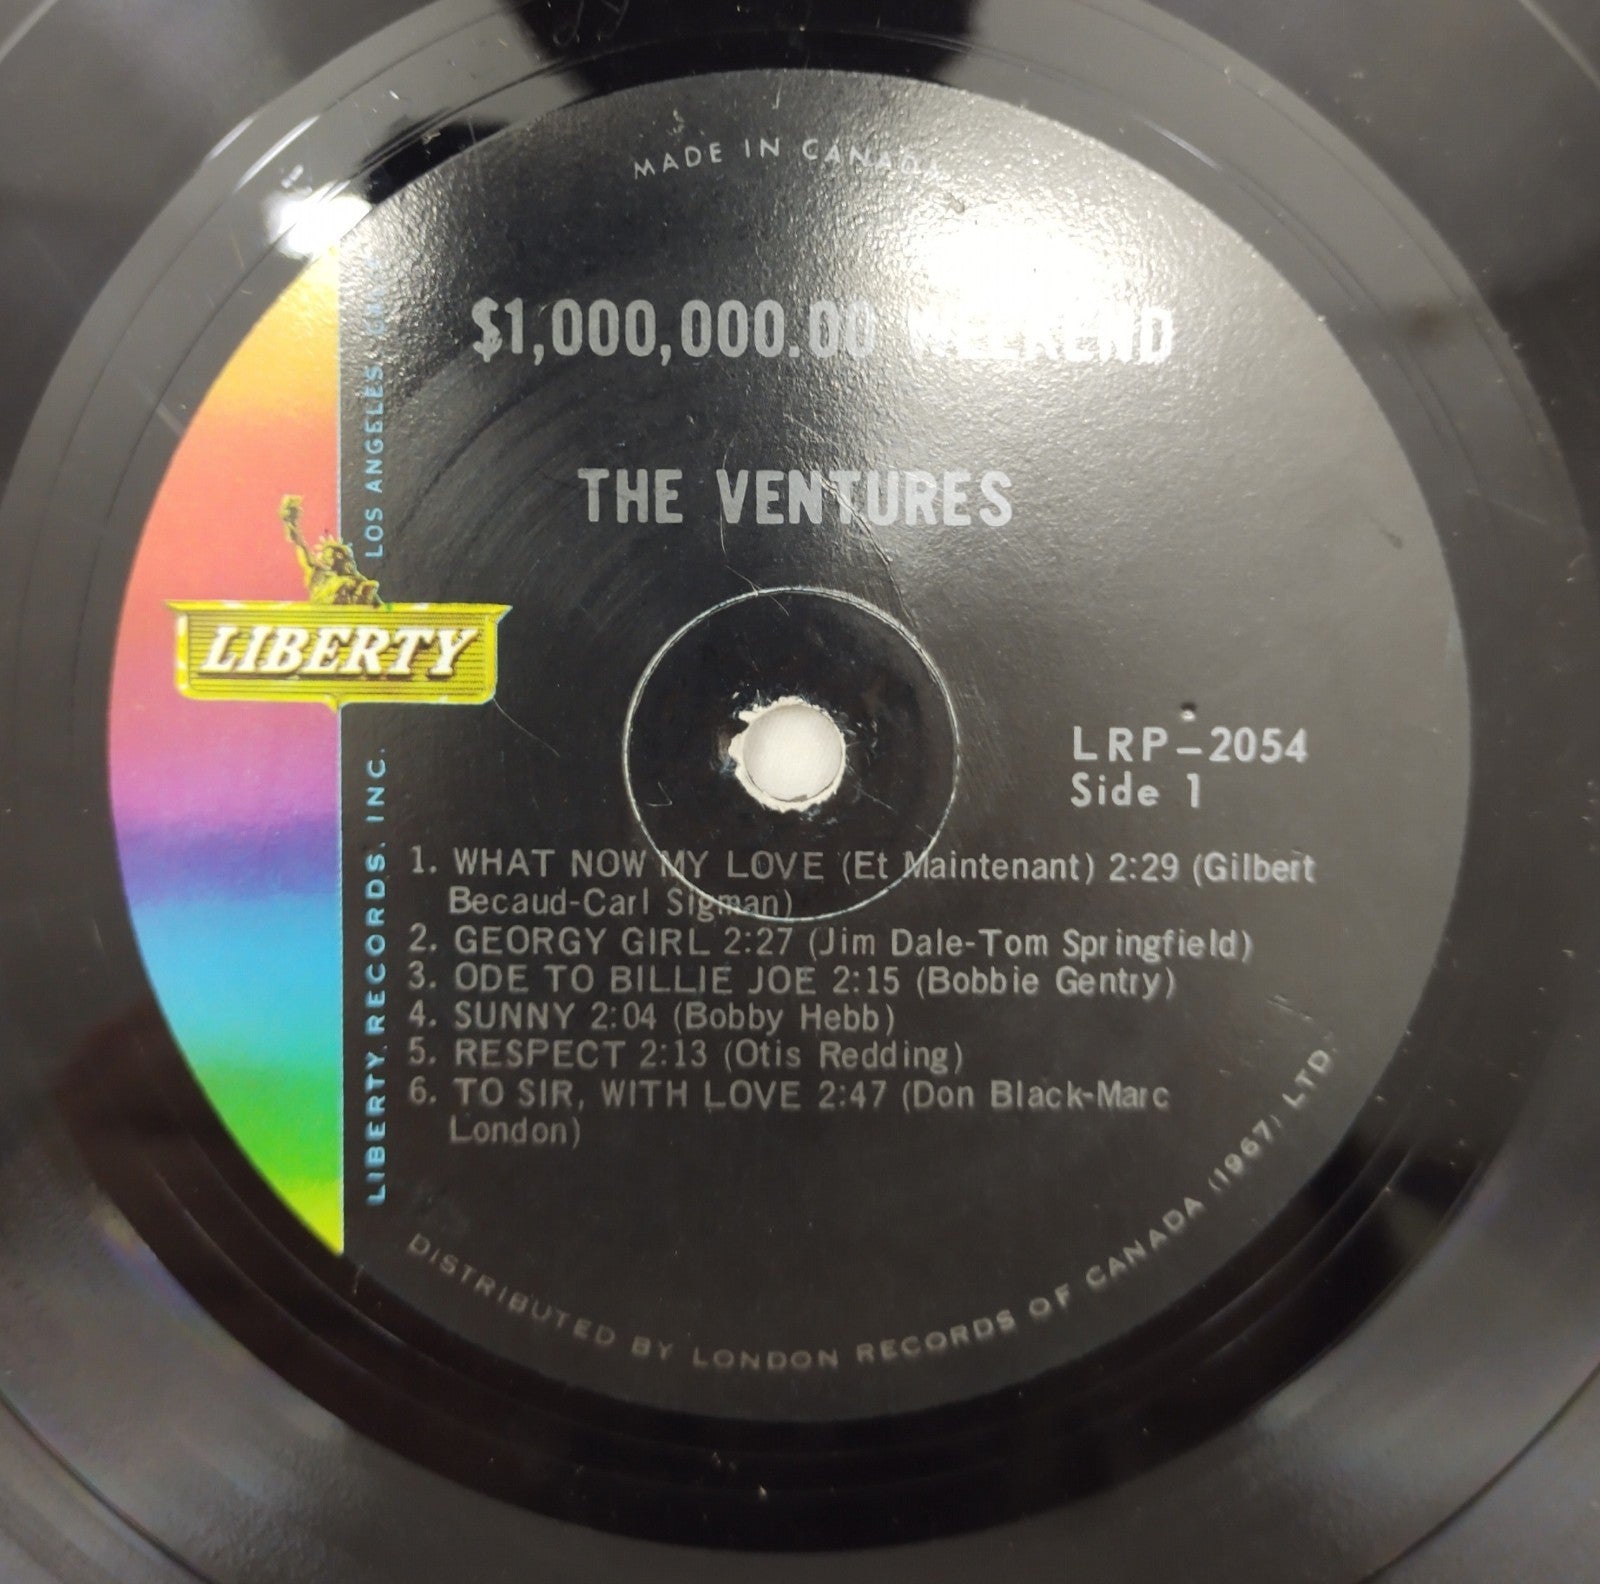 MADE IN CANADA
$1,000,000.00 WEEKEND
THE VENTURES
LOS ANGELES,
LIBERTY
LIBERTY RECORDS, INC.
LRP-2054
Side 1
1. WHAT NOW MY LOVE (Et Maintenant) 2:29 (Gilbert
Becaud-Carl Sigman)
2. GEORGY GIRL 2:27 (Jim Dale-Tom Springfield)
3. ODE TO BILLIE JOE 2:15 (Bobbie Gentry)
4. SUNNY 2:04 (Bobby Hebb)
5. RESPECT 2:13 (Otis Redding)
6. TO SIR, WITH LOVE 2:47 (Don Black-Marc
London)
DISTRIBUTED BY LONDON RECORDS OF CANADA (1967) LTD.